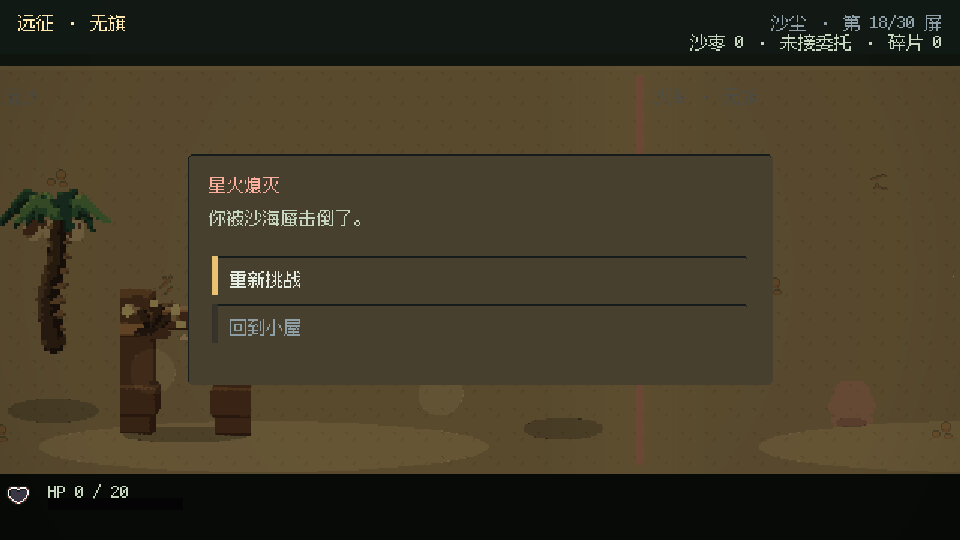 远征 · 无旗
沙尘 · 第 18/30 屏
沙枣 0 · 未接委托 · 碎片 0
星火熄灭
你被沙海蜃击倒了。
重新挑战
回到小屋
HP 0 / 20